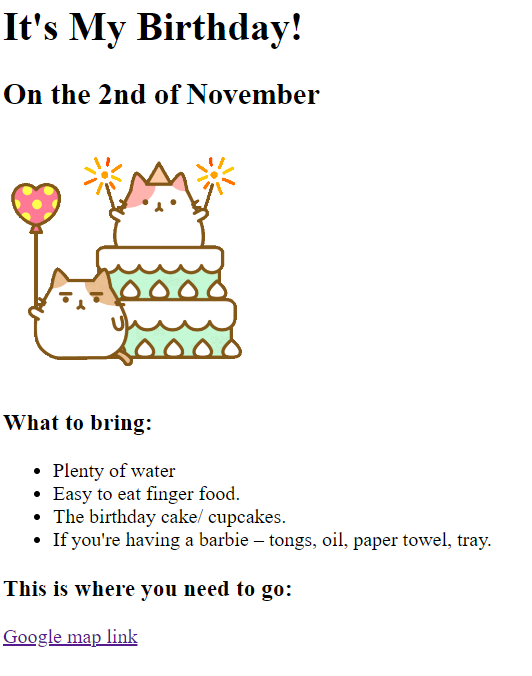 It's My Birthday!
On the 2nd of November
What to bring:
Plenty of water
Easy to eat finger food.
The birthday cake/ cupcakes.
If you're having a barbie – tongs, oil, paper towel, tray.
This is where you need to go:
Google map link